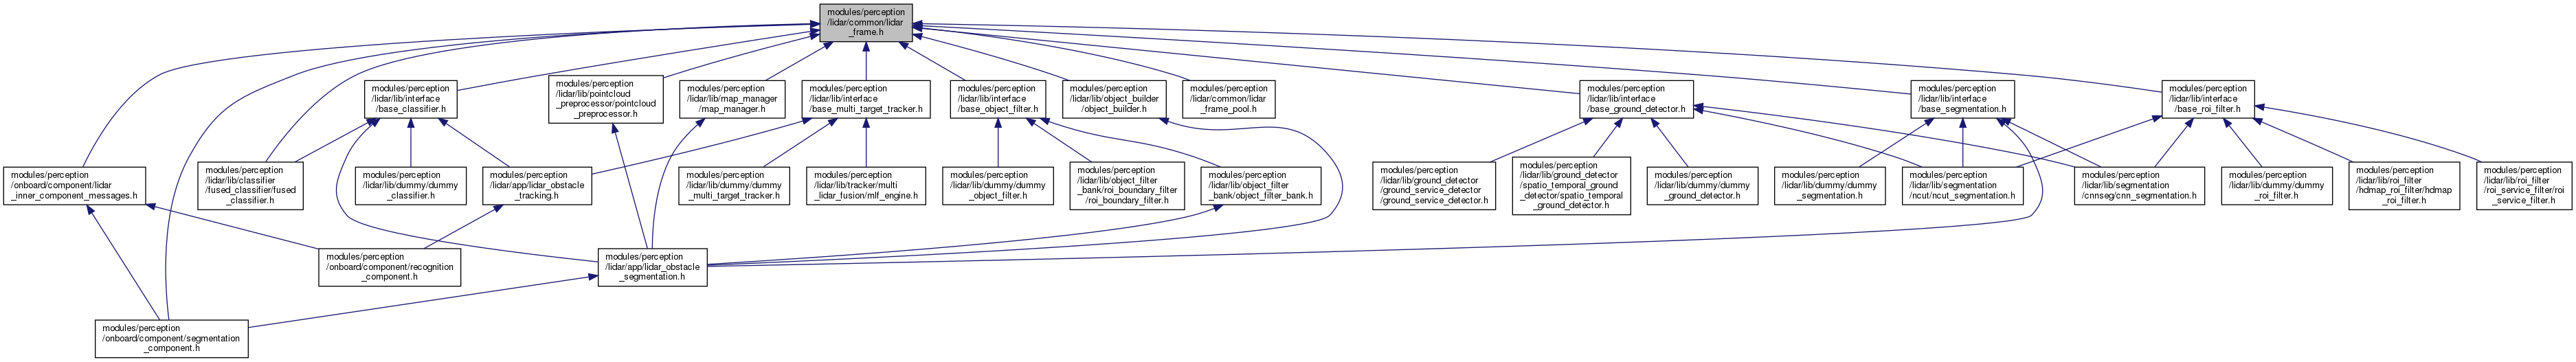 modules/perception
/lidar/common/lidar
_frame.h
modules/perception
/lidar/lib/interface
/base_classifier.h
modules/perception
/lidar/lib/pointcloud
_preprocessor/pointcloud
_preprocessor.h
modules/perception
/lidar/lib/map_manager
/map_manager.h
modules/perception
/lidar/lib/interface
/base_multi_target_tracker.h
modules/perception
/lidar/lib/interface
/base_object_filter.h
modules/perception
/lidar/lib/object_builder
/object_builder.h
modules/perception
/lidar/common/lidar
_frame_pool.h
modules/perception
/lidar/lib/interface
/base_ground_detector.h
modules/perception
/lidar/lib/interface
/base_segmentation.h
modules/perception
/lidar/lib/interface
/base_roi_filter.h
modules/perception
/onboard/component/lidar
_inner_component_messages.h
modules/perception
/lidar/lib/classifier
/fused_classifier/fused
_classifier.h
modules/perception
/lidar/lib/dummy/dummy
_classifier.h
modules/perception
/lidar/app/lidar_obstacle
_tracking.h
modules/perception
/lidar/lib/dummy/dummy
_multi_target_tracker.h
modules/perception
/lidar/lib/tracker/multi
_lidar_fusion/mlf_engine.h
modules/perception
/lidar/lib/dummy/dummy
_object_filter.h
modules/perception
/lidar/lib/object_filter
_bank/roi_boundary_filter
/roi_boundary_filter.h
modules/perception
/lidar/lib/object_filter
_bank/object_filter_bank.h
modules/perception
/lidar/lib/ground_detector
/ground_service_detector
/ground_service_detector.h
modules/perception
/lidar/lib/ground_detector
/spatio_temporal_ground
_detector/spatio_temporal
_ground_detector.h
modules/perception
/lidar/lib/dummy/dummy
_ground_detector.h
modules/perception
/lidar/lib/dummy/dummy
_segmentation.h
modules/perception
/lidar/lib/segmentation
/ncut/ncut_segmentation.h
modules/perception
/lidar/lib/segmentation
/cnnseg/cnn_segmentation.h
modules/perception
/lidar/lib/dummy/dummy
_roi_filter.h
modules/perception
/lidar/lib/roi_filter
/hdmap_roi_filter/hdmap
_roi_filter.h
modules/perception
/lidar/lib/roi_filter
/roi_service_filter/roi
_service_filter.h
modules/perception
/onboard/component/recognition
_component.h
modules/perception
/lidar/app/lidar_obstacle
_segmentation.h
modules/perception
/onboard/component/segmentation
_component.h